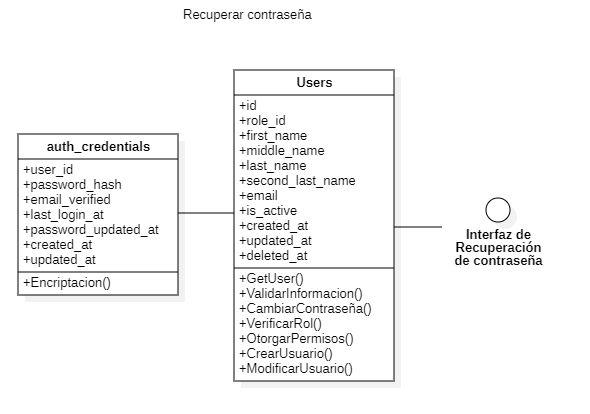 Recuperar contraseña
auth_credentials
+user_id
+password_hash
+email_verified
+last_login_at
+password_updated_at
+created_at
+updated_at
+Encriptacion()
Users
+id
+role_id
+first_name
+middle_name
+last_name
+second_last_name
+email
+is_active
+created_at
+updated_at
+deleted_at
+GetUser()
+ValidarInformacion()
+CambiarContraseña()
+VerificarRol()
+OtorgarPermisos()
+CrearUsuario()
+ModificarUsuario()
Interfaz de
Recuperación
de contraseña